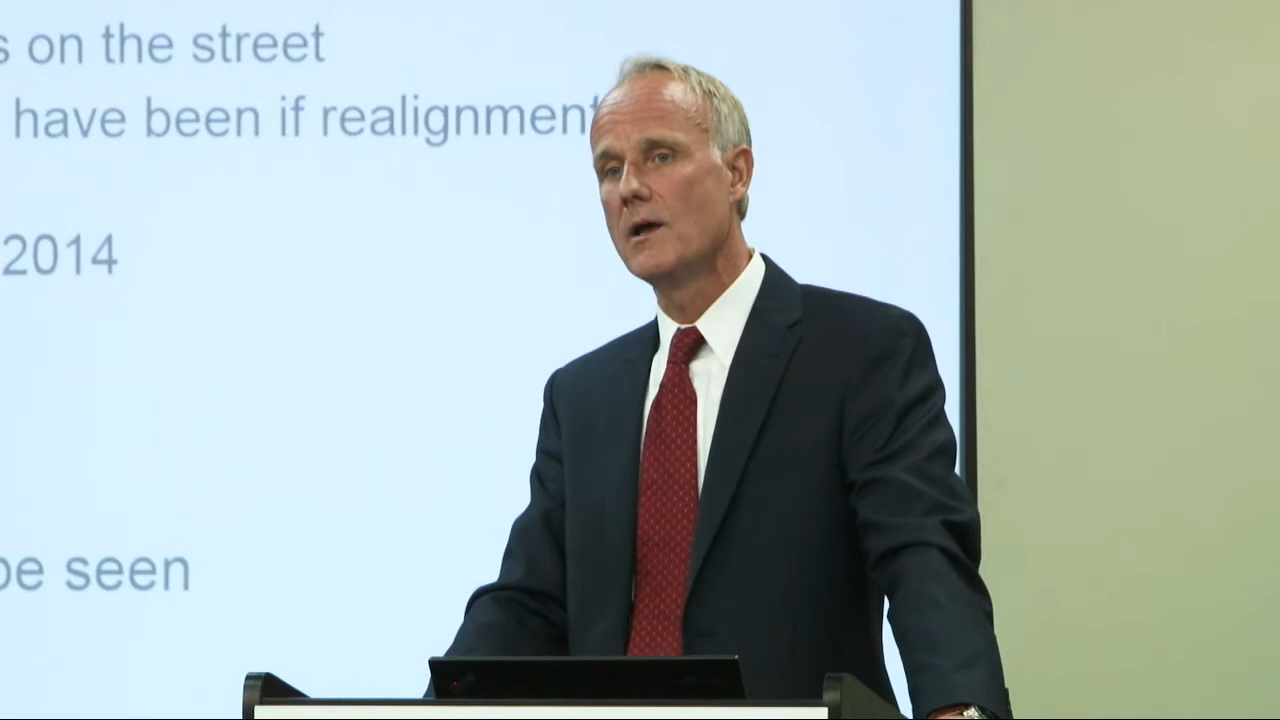 on the street
have been if realignment
2014
be seen